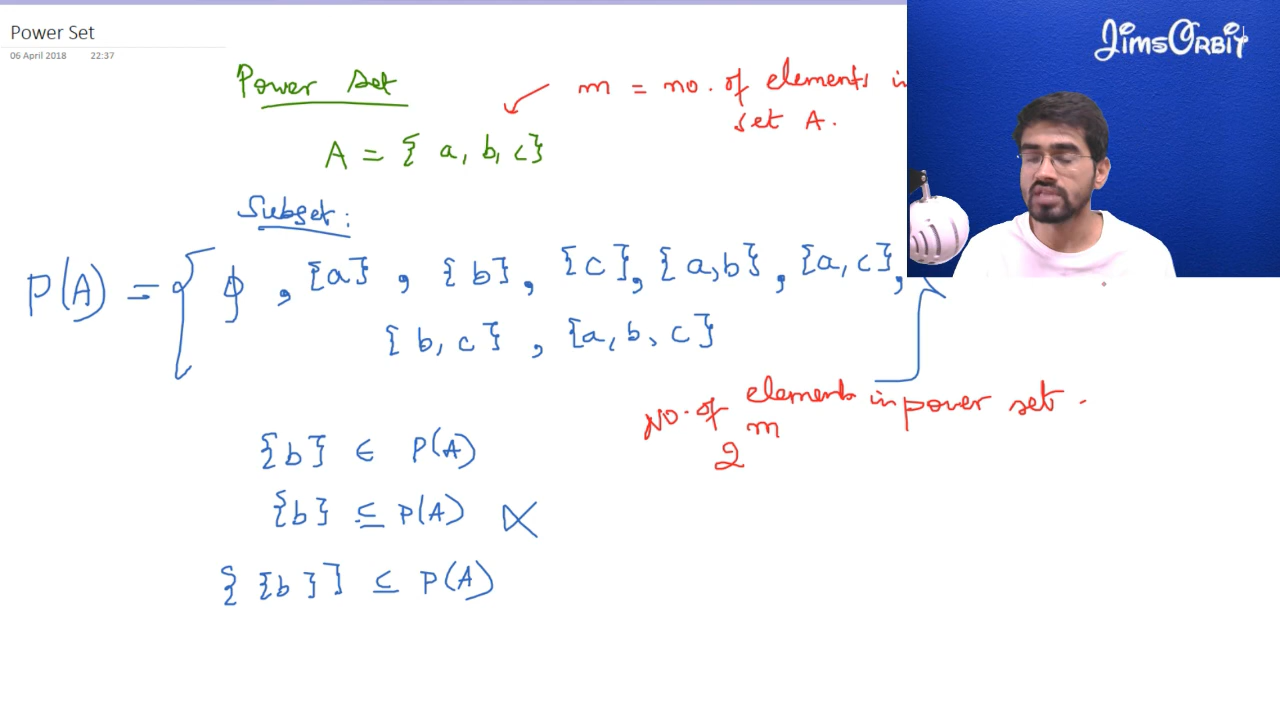 Power Set
06 April 2018 22:37
JimsOrbit
Power Set
m = no. of elements in
set A.
A = { a, b, c}
Subset:
P(A) = { ϕ , {a} , { b} , {c} , { a,b} , {a, c} ,
{ b, c } , {a, b, c} }
No. of elements in power set.
2^m
{b} ∈ P(A)
{b} ⊆ P(A) ✗
{ {b} } ⊆ P(A)